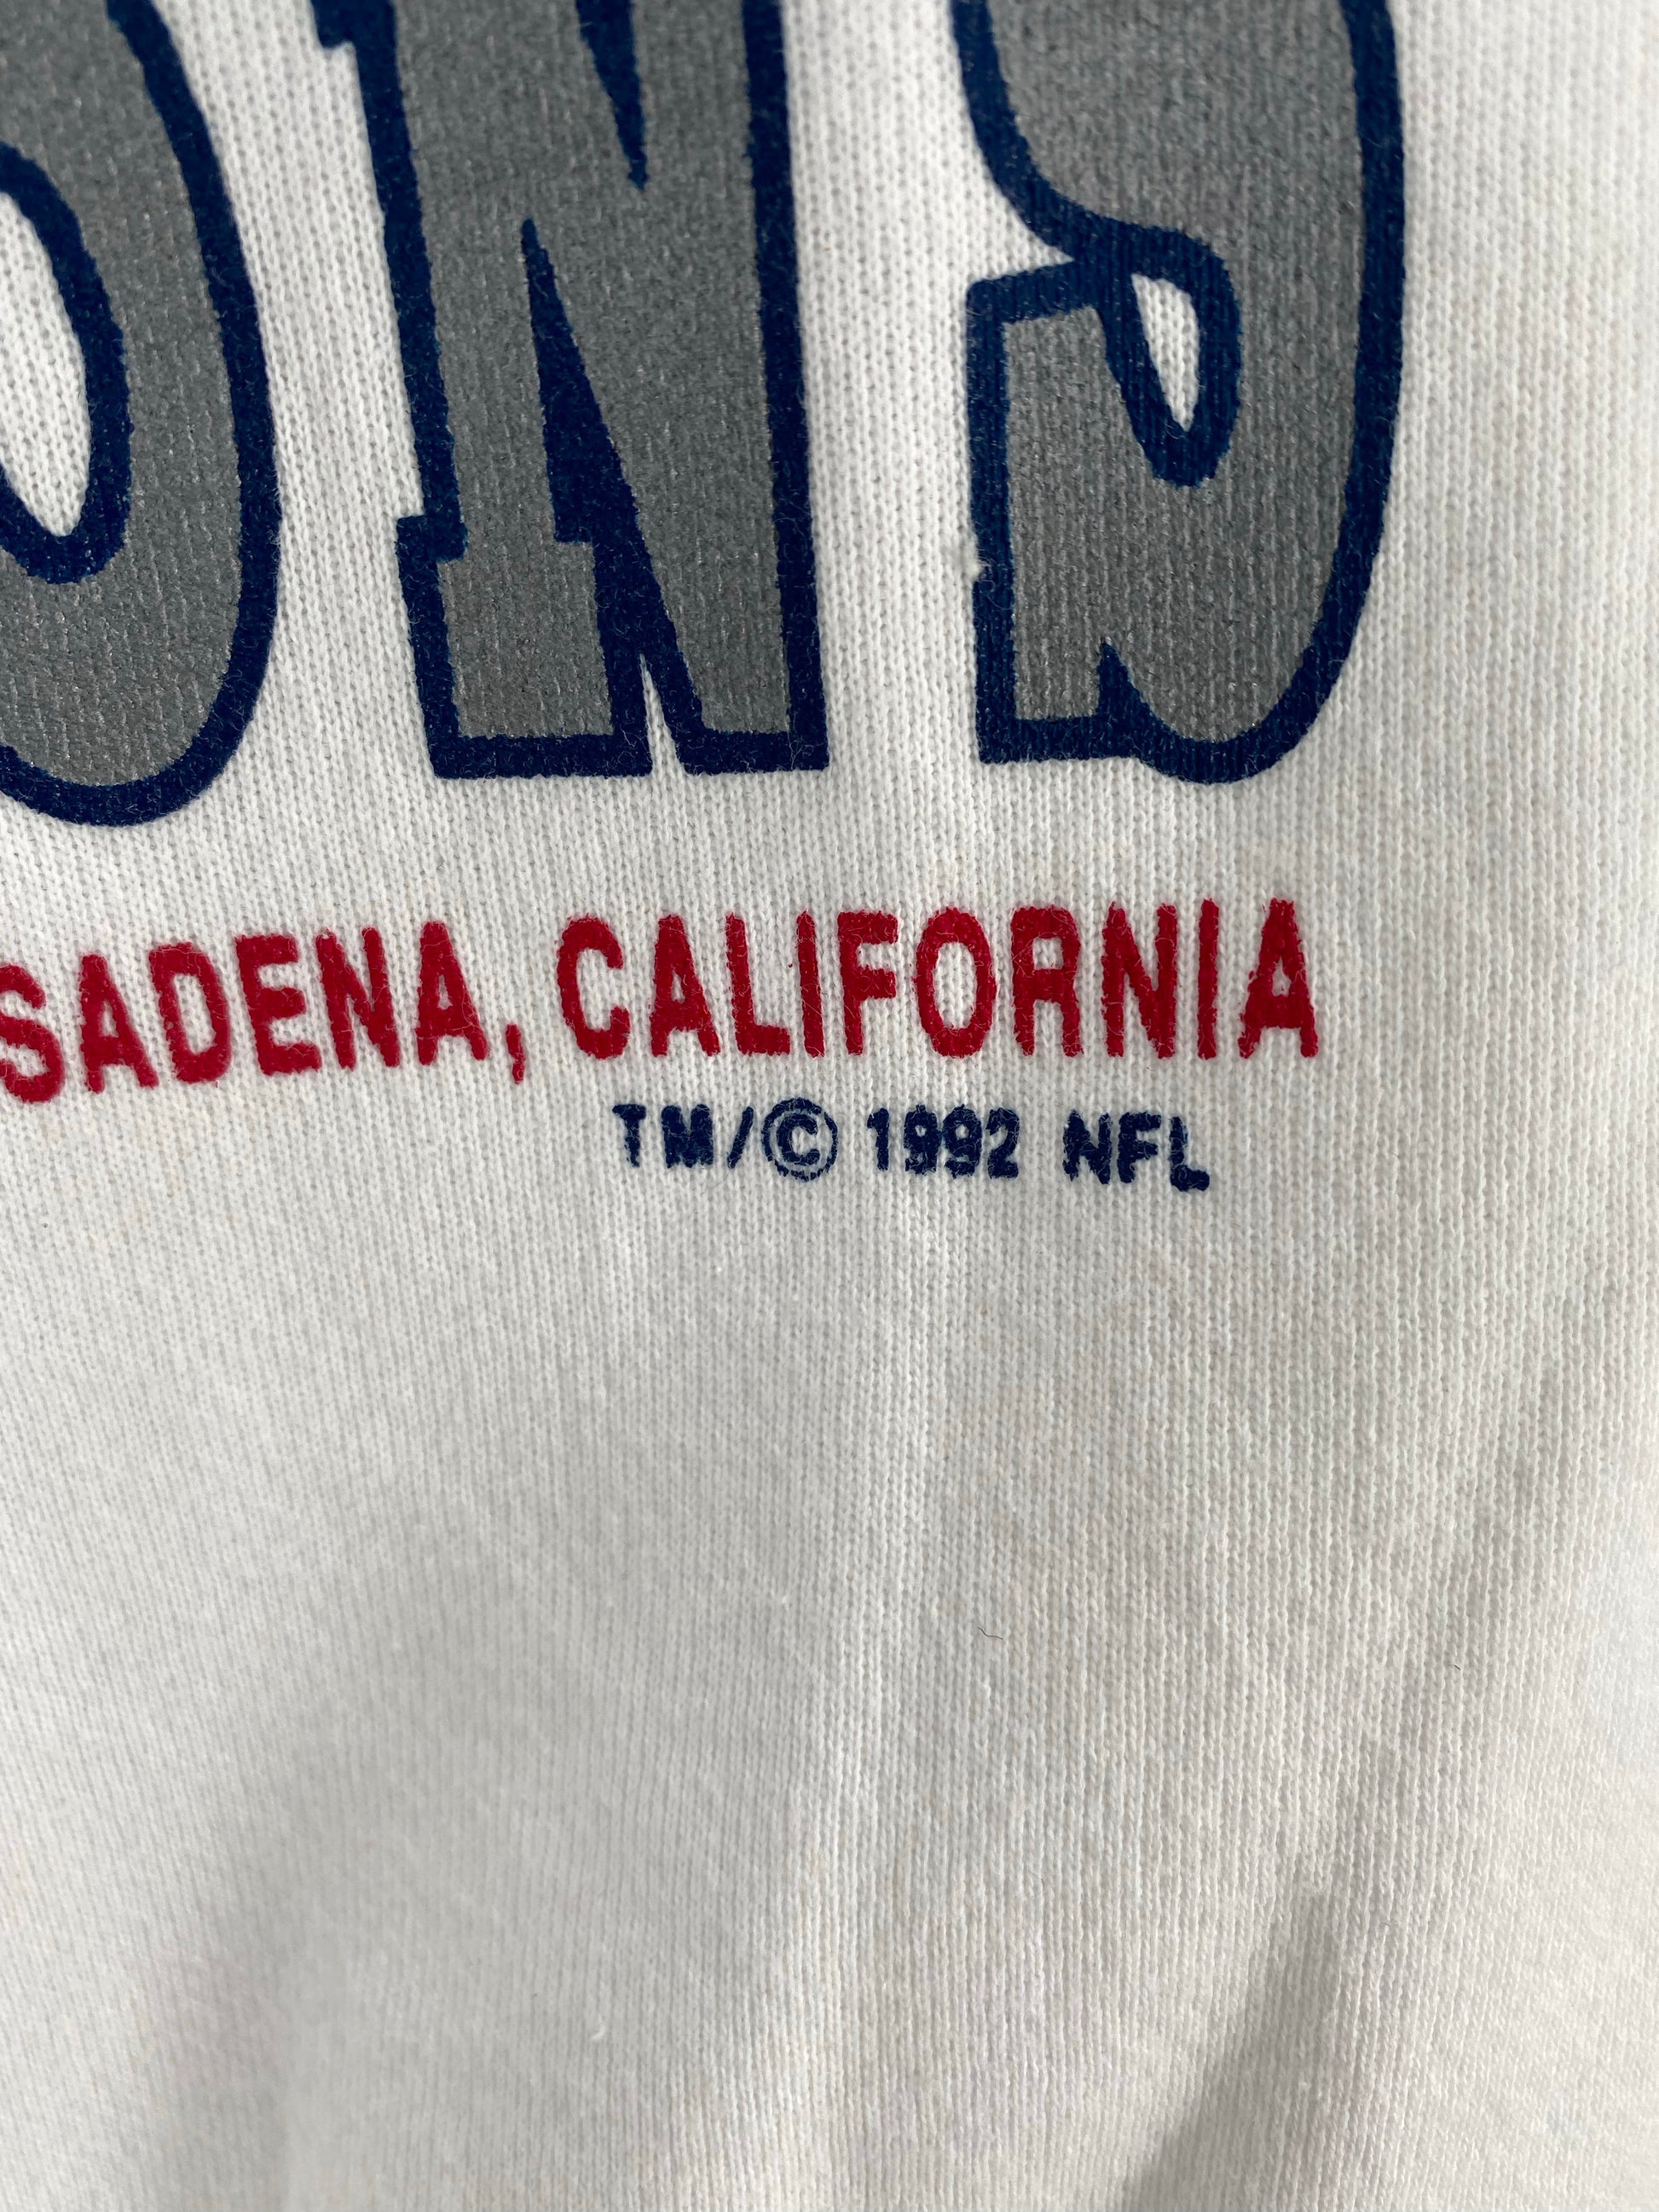 ONS
SADENA, CALIFORNIA
TM/© 1992 NFL